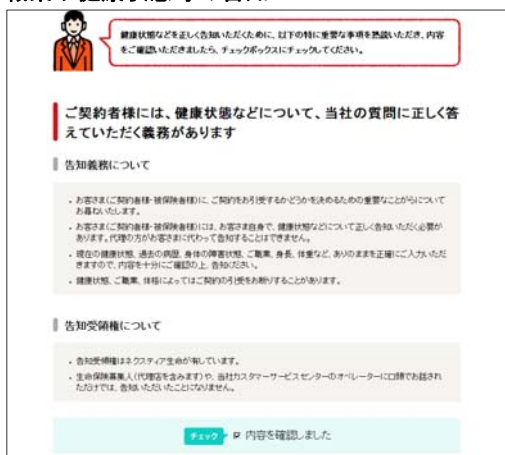 健康状態などを正しく告知いただくために、以下の特に重要な事項を熟読いただき、内容
をご確認いただきましたら、チェックボックスにチェックしてください。
ご契約者様には、健康状態などについて、当社の質問に正しく答
えていただく義務があります
告知義務について
・お客さま(ご契約者様・被保険者様)に、ご契約をお引受するかどうかを決めるための重要なことがらについて
お尋ねいたします。
・お客さま(ご契約者様・被保険者様)には、お客さま自身で、健康状態などについて正しく告知いただく必要が
あります。代理の方がお客さまに代わって告知することはできません。
・現在の健康状態、過去の病歴、身体の障害状態、ご職業、身長、体重など、ありのままを正確にご入力いただ
きますので、内容を十分にご確認の上、告知ください。
・健康状態、ご職業、体格によってはご契約の引受をお断りすることがあります。
告知受領権について
・告知受領権はネクスティア生命が有しています。
・生命保険募集人(代理店を含みます)や、当社カスタマーサービスセンターのオペレーターに口頭でお話され
ただけでは、告知いただいたことになりません。
チェック 内容を確認しました